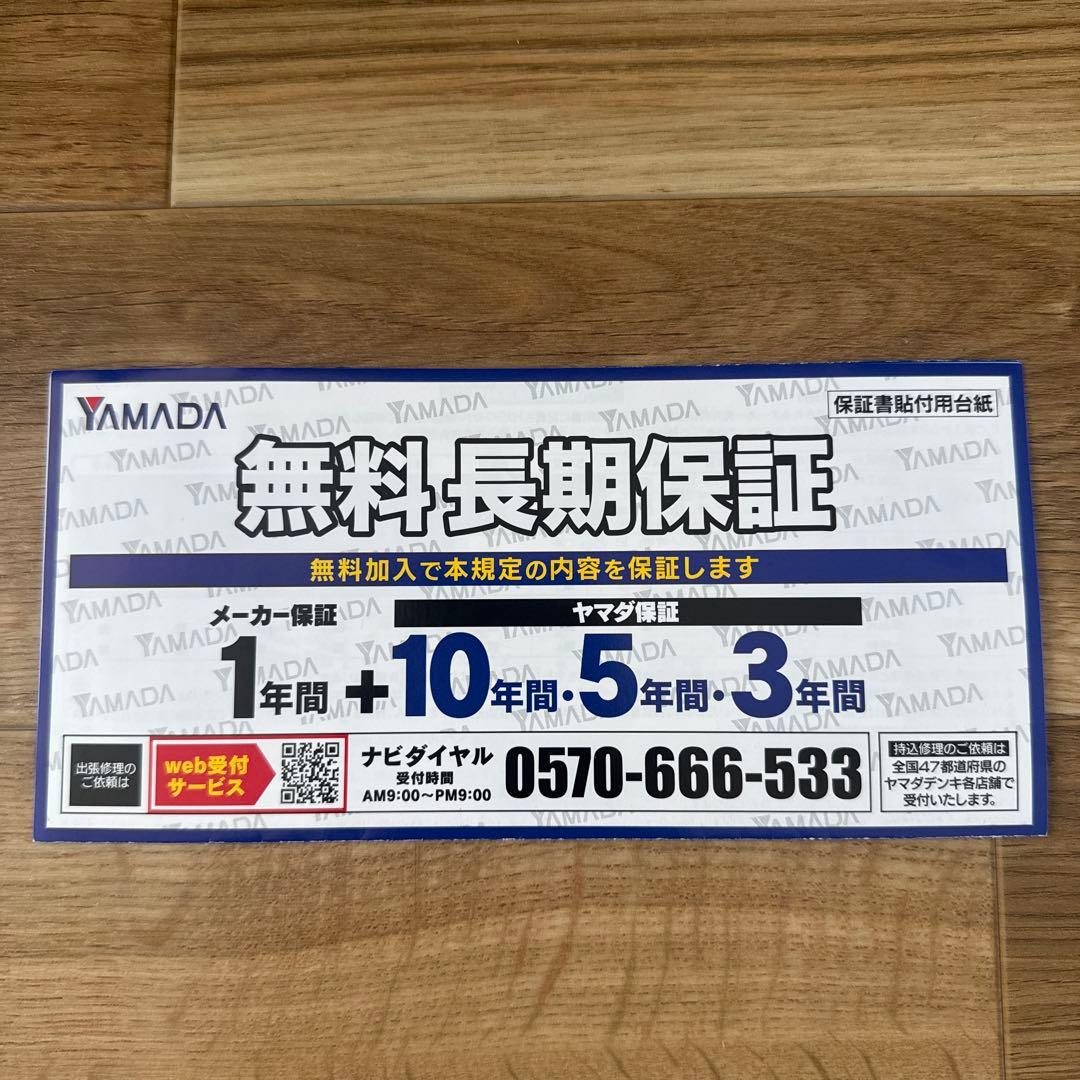 YAMADA
保証書貼付用台紙
無料長期保証
無料加入で本規定の内容を保証します
メーカー保証
ヤマダ保証
1年間+10年間・5年間・3年間
出張修理の
ご依頼は
web受付
サービス
ナビダイヤル
受付時間
AM9:00～PM9:00
0570-666-533
持込修理のご依頼は
全国47都道府県の
ヤマダデンキ各店舗で
受付いたします。